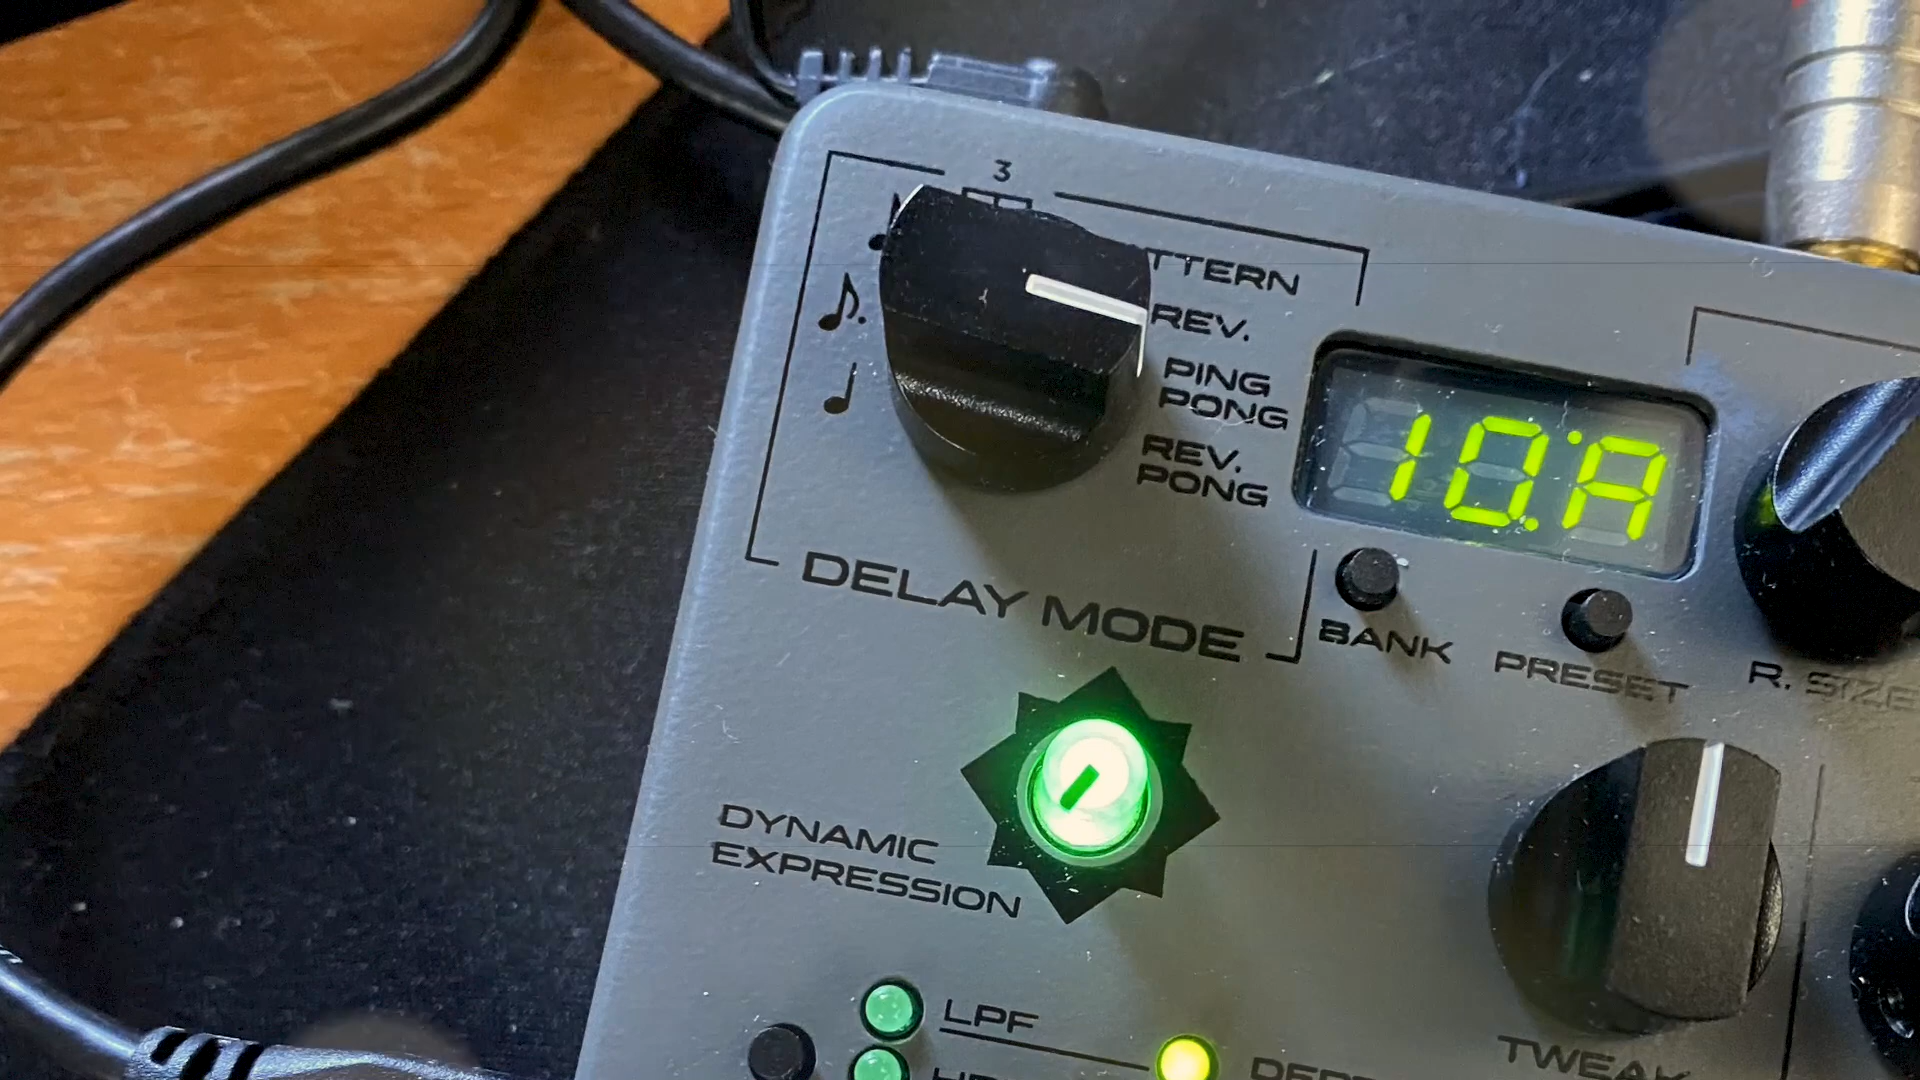 3
TTERN
REV.
PING
PONG
REV.
PONG
10.A
DELAY MODE
BANK
PRESET
R. SIZE
DYNAMIC
EXPRESSION
LPF
TWEAK